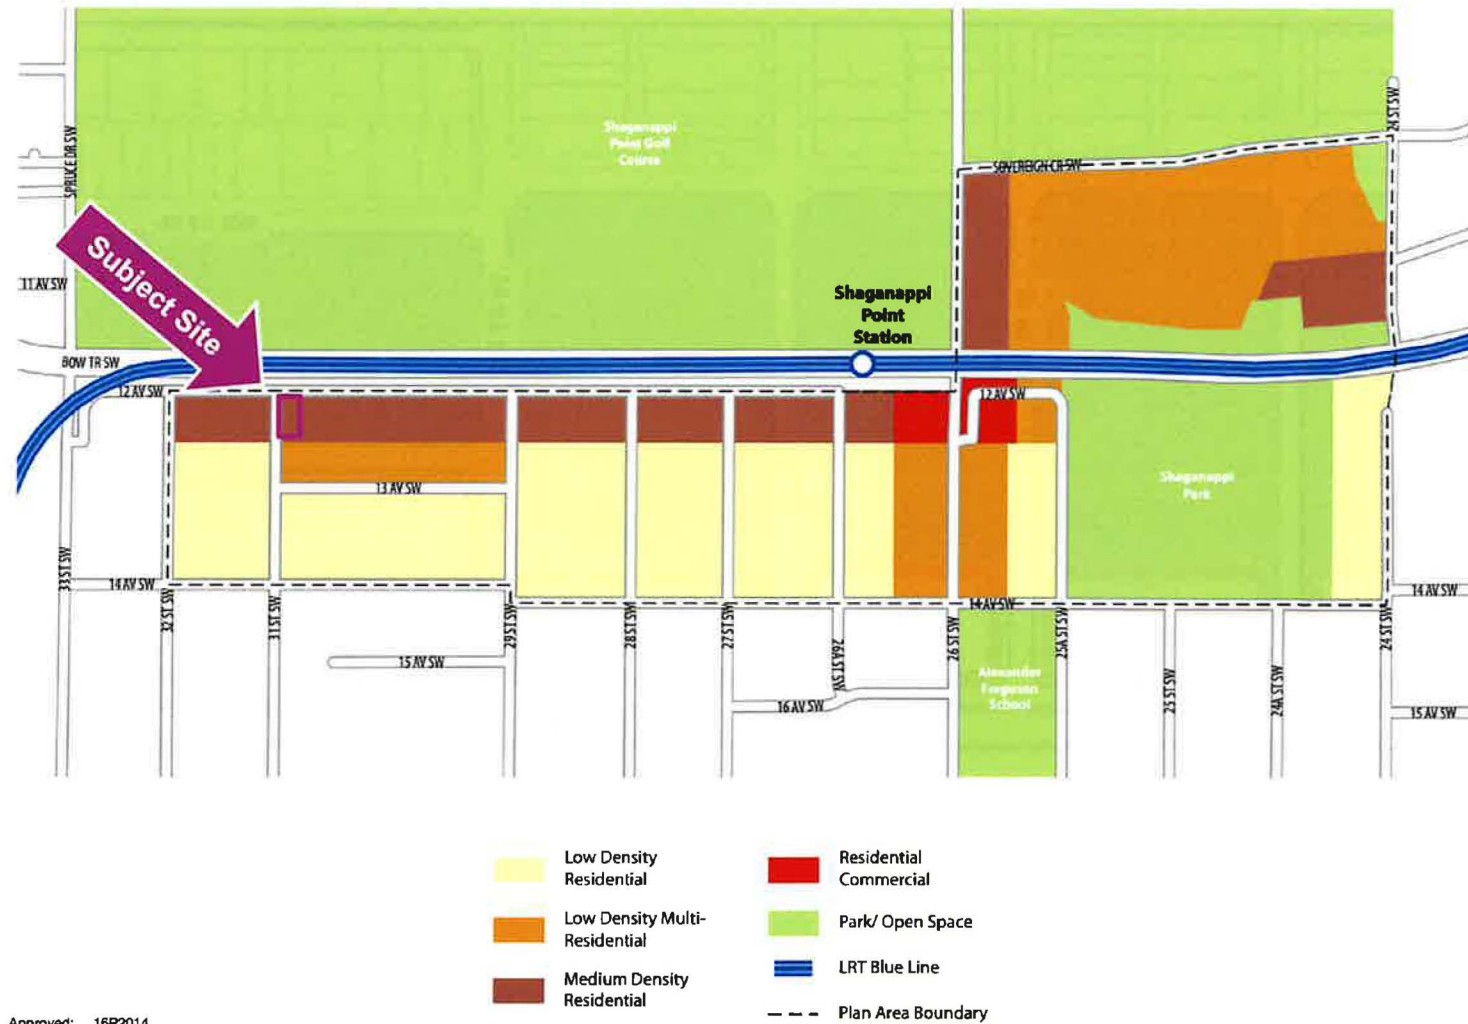 24 ST SW
Shaganappi
Point Golf
Course
SPRUCE DR SW
SOVEREIGN CR SW
Subject Site
11 AV SW
Shaganappi
Point
Station
BOW TR SW
12 AV SW
12 AV SW
13 AV SW
Shaganappi
Park
33 ST SW
14 AV SW
14 AV SW
14 AV SW
32 ST SW
31 ST SW
29 ST SW
28 ST SW
27 ST SW
26A ST SW
26 ST SW
25A ST SW
24 ST SW
15 AV SW
Alexander
Ferguson
School
25 ST SW
24A ST SW
16 AV SW
15 AV SW
Low Density
Residential
Low Density Multi-
Residential
Medium Density
Residential
Residential
Commercial
Park/ Open Space
LRT Blue Line
Plan Area Boundary
Approved: 16P2014